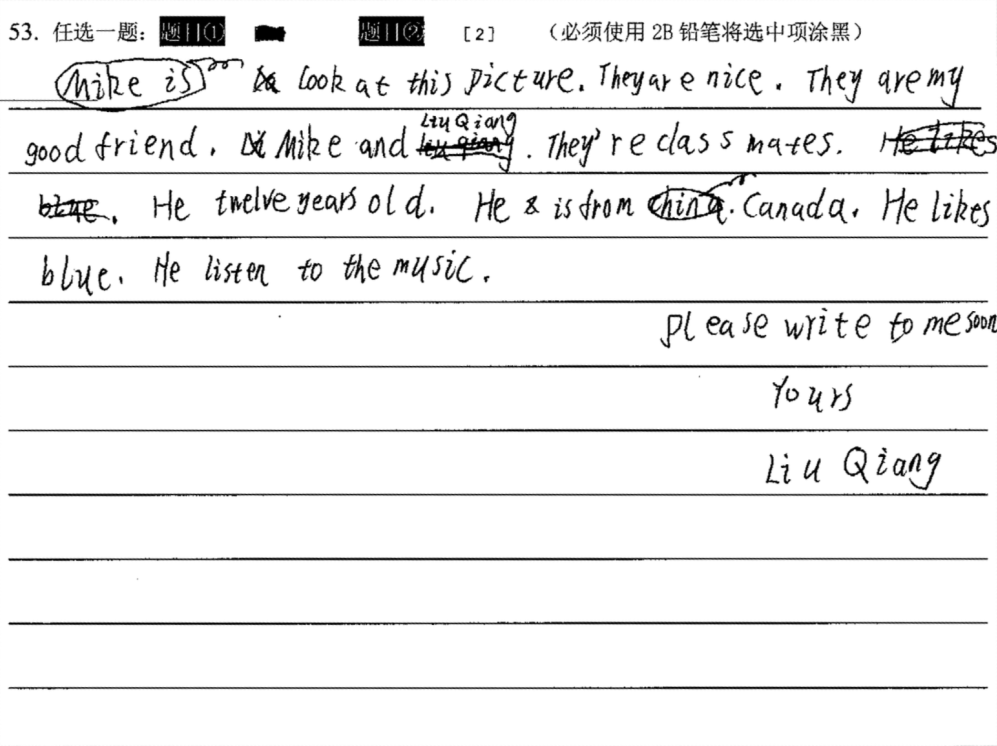 53. 任选一题：题目① 题目② [2] （必须使用 2B 铅笔将选中项涂黑）
Mike is Look at this picture. They are nice. They are my
good friend. Mike and Liu Qiang. They're classmates. He likes
blue. He twelve years old. He is from China. Canada. He likes
blue. He listen to the music.
Please write to me soon
Yours
Liu Qiang